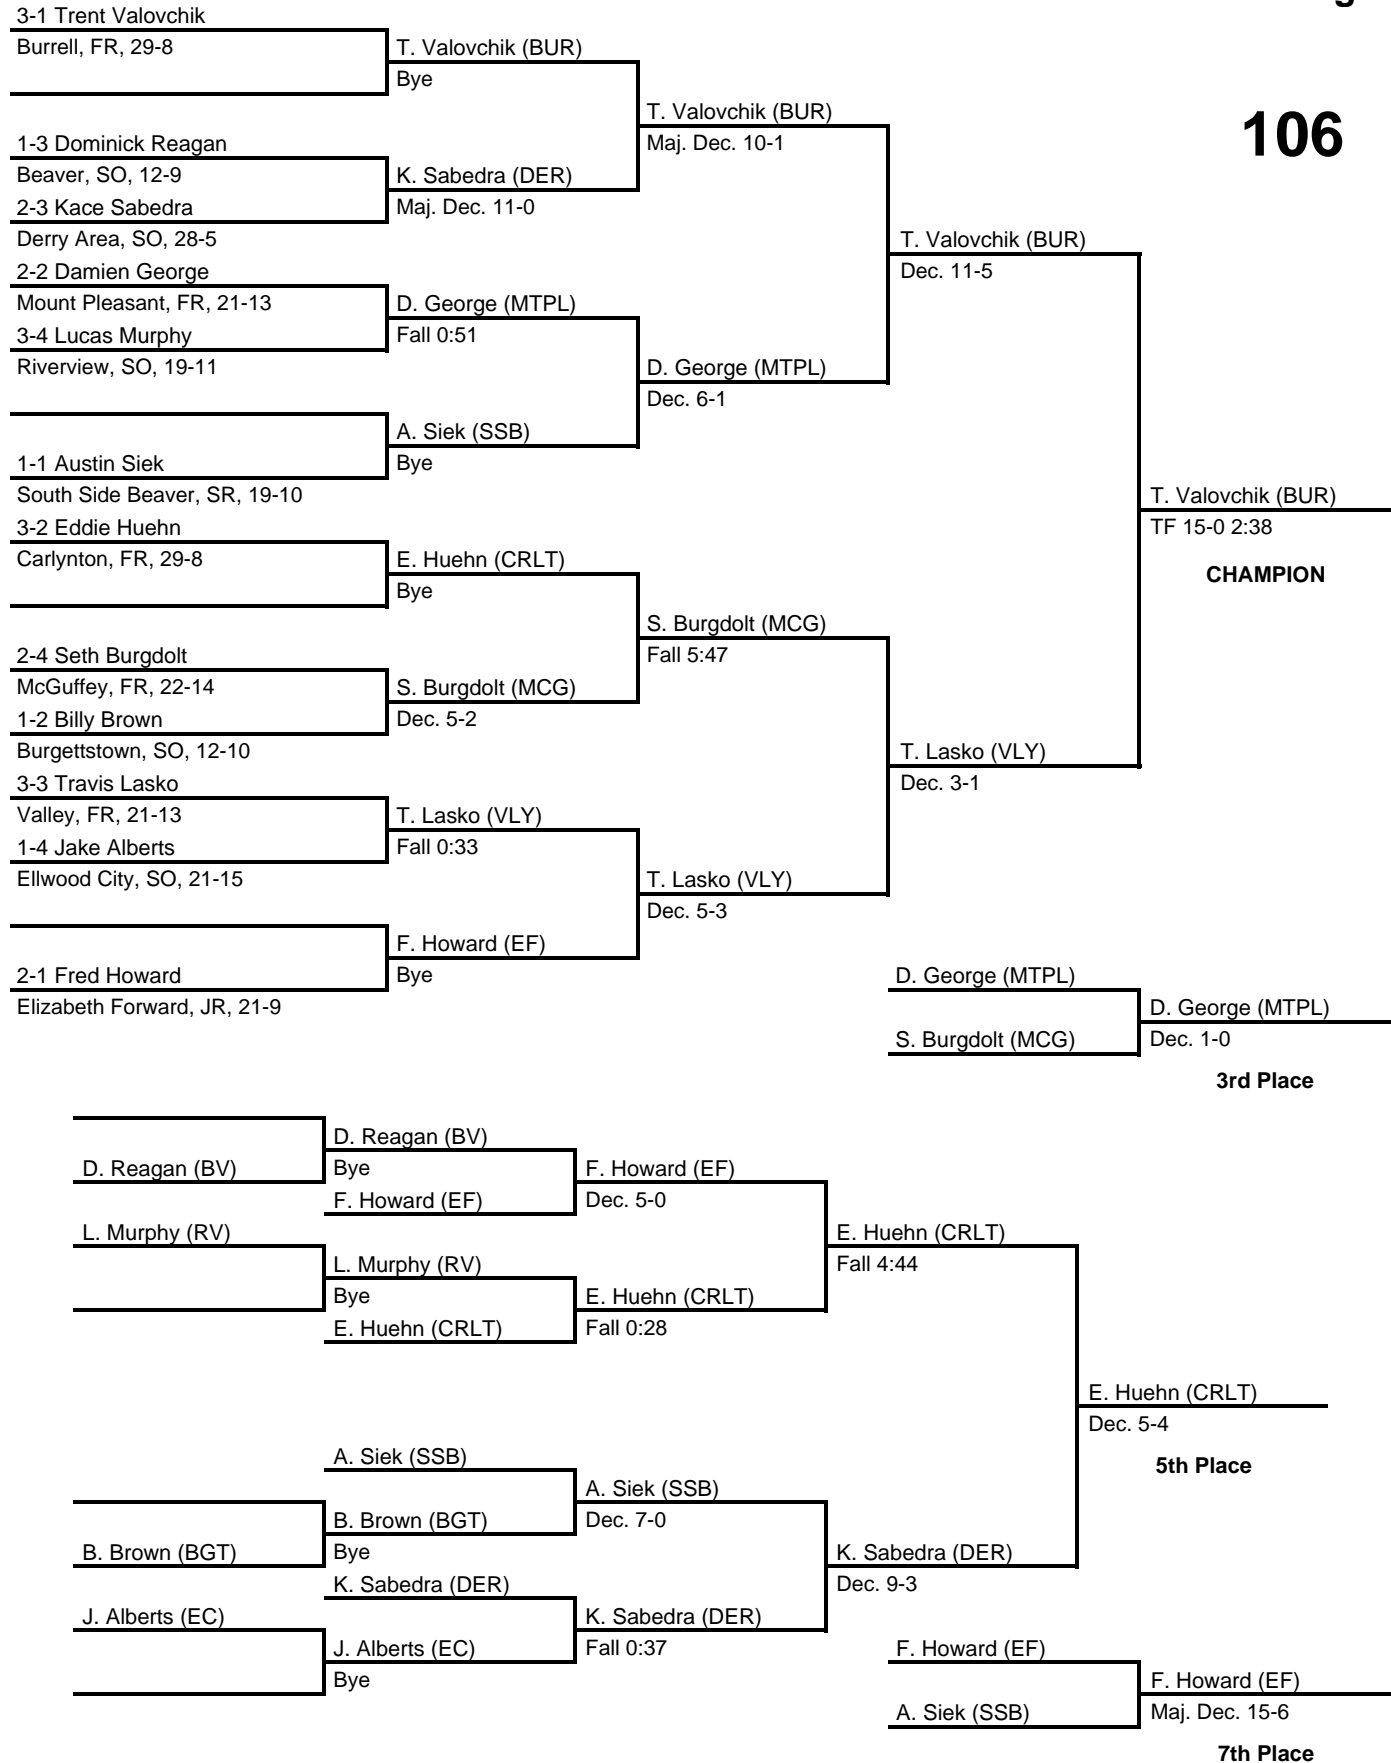 3-1 Trent Valovchik
Burrell, FR, 29-8
T. Valovchik (BUR)
Bye
T. Valovchik (BUR)
Maj. Dec. 10-1
106
1-3 Dominick Reagan
Beaver, SO, 12-9
K. Sabedra (DER)
2-3 Kace Sabedra
Maj. Dec. 11-0
Derry Area, SO, 28-5
T. Valovchik (BUR)
Dec. 11-5
2-2 Damien George
Mount Pleasant, FR, 21-13
D. George (MTPL)
3-4 Lucas Murphy
Fall 0:51
Riverview, SO, 19-11
D. George (MTPL)
Dec. 6-1
A. Siek (SSB)
1-1 Austin Siek
Bye
South Side Beaver, SR, 19-10
T. Valovchik (BUR)
TF 15-0 2:38
CHAMPION
3-2 Eddie Huehn
Carlynton, FR, 29-8
E. Huehn (CRLT)
Bye
S. Burgdolt (MCG)
Fall 5:47
2-4 Seth Burgdolt
McGuffey, FR, 22-14
S. Burgdolt (MCG)
1-2 Billy Brown
Dec. 5-2
Burgettstown, SO, 12-10
T. Lasko (VLY)
Dec. 3-1
3-3 Travis Lasko
Valley, FR, 21-13
T. Lasko (VLY)
1-4 Jake Alberts
Fall 0:33
Ellwood City, SO, 21-15
T. Lasko (VLY)
Dec. 5-3
F. Howard (EF)
2-1 Fred Howard
Bye
Elizabeth Forward, JR, 21-9
D. George (MTPL)
D. George (MTPL)
S. Burgdolt (MCG)
Dec. 1-0
3rd Place
D. Reagan (BV)
D. Reagan (BV)
Bye
F. Howard (EF)
F. Howard (EF)
Dec. 5-0
L. Murphy (RV)
E. Huehn (CRLT)
Fall 4:44
L. Murphy (RV)
Bye
E. Huehn (CRLT)
E. Huehn (CRLT)
Fall 0:28
E. Huehn (CRLT)
Dec. 5-4
5th Place
A. Siek (SSB)
A. Siek (SSB)
B. Brown (BGT)
Dec. 7-0
B. Brown (BGT)
Bye
K. Sabedra (DER)
Dec. 9-3
K. Sabedra (DER)
J. Alberts (EC)
K. Sabedra (DER)
J. Alberts (EC)
Fall 0:37
Bye
F. Howard (EF)
F. Howard (EF)
A. Siek (SSB)
Maj. Dec. 15-6
7th Place